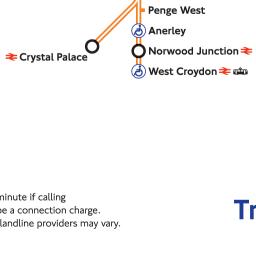 Penge West
Anerley
Crystal Palace
Norwood Junction
West Croydon
minute if calling
be a connection charge.
landline providers may vary.
Tr